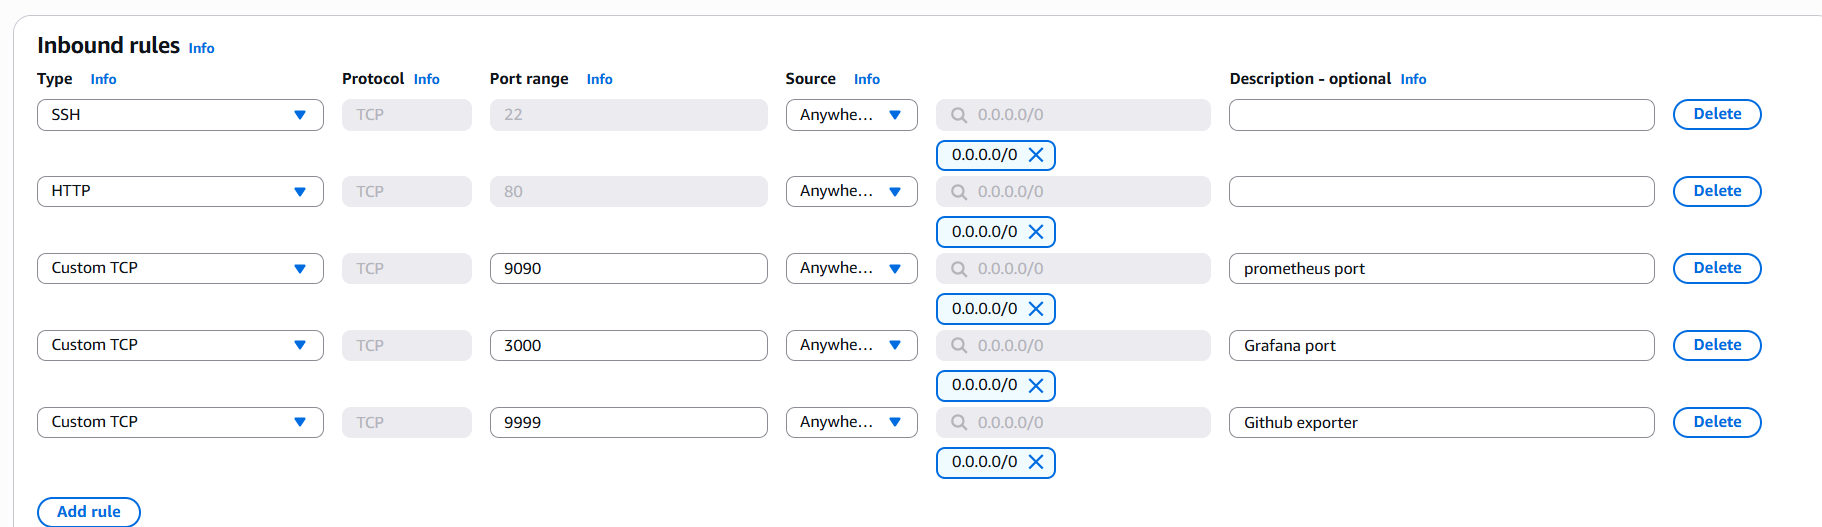 Inbound rules Info
Type Info Protocol Info Port range Info Source Info Description - optional Info
SSH TCP 22 Anywhe... 0.0.0.0/0 Delete
0.0.0.0/0
HTTP TCP 80 Anywhe... 0.0.0.0/0 Delete
0.0.0.0/0
Custom TCP TCP 9090 Anywhe... 0.0.0.0/0 prometheus port Delete
0.0.0.0/0
Custom TCP TCP 3000 Anywhe... 0.0.0.0/0 Grafana port Delete
0.0.0.0/0
Custom TCP TCP 9999 Anywhe... 0.0.0.0/0 Github exporter Delete
0.0.0.0/0
Add rule